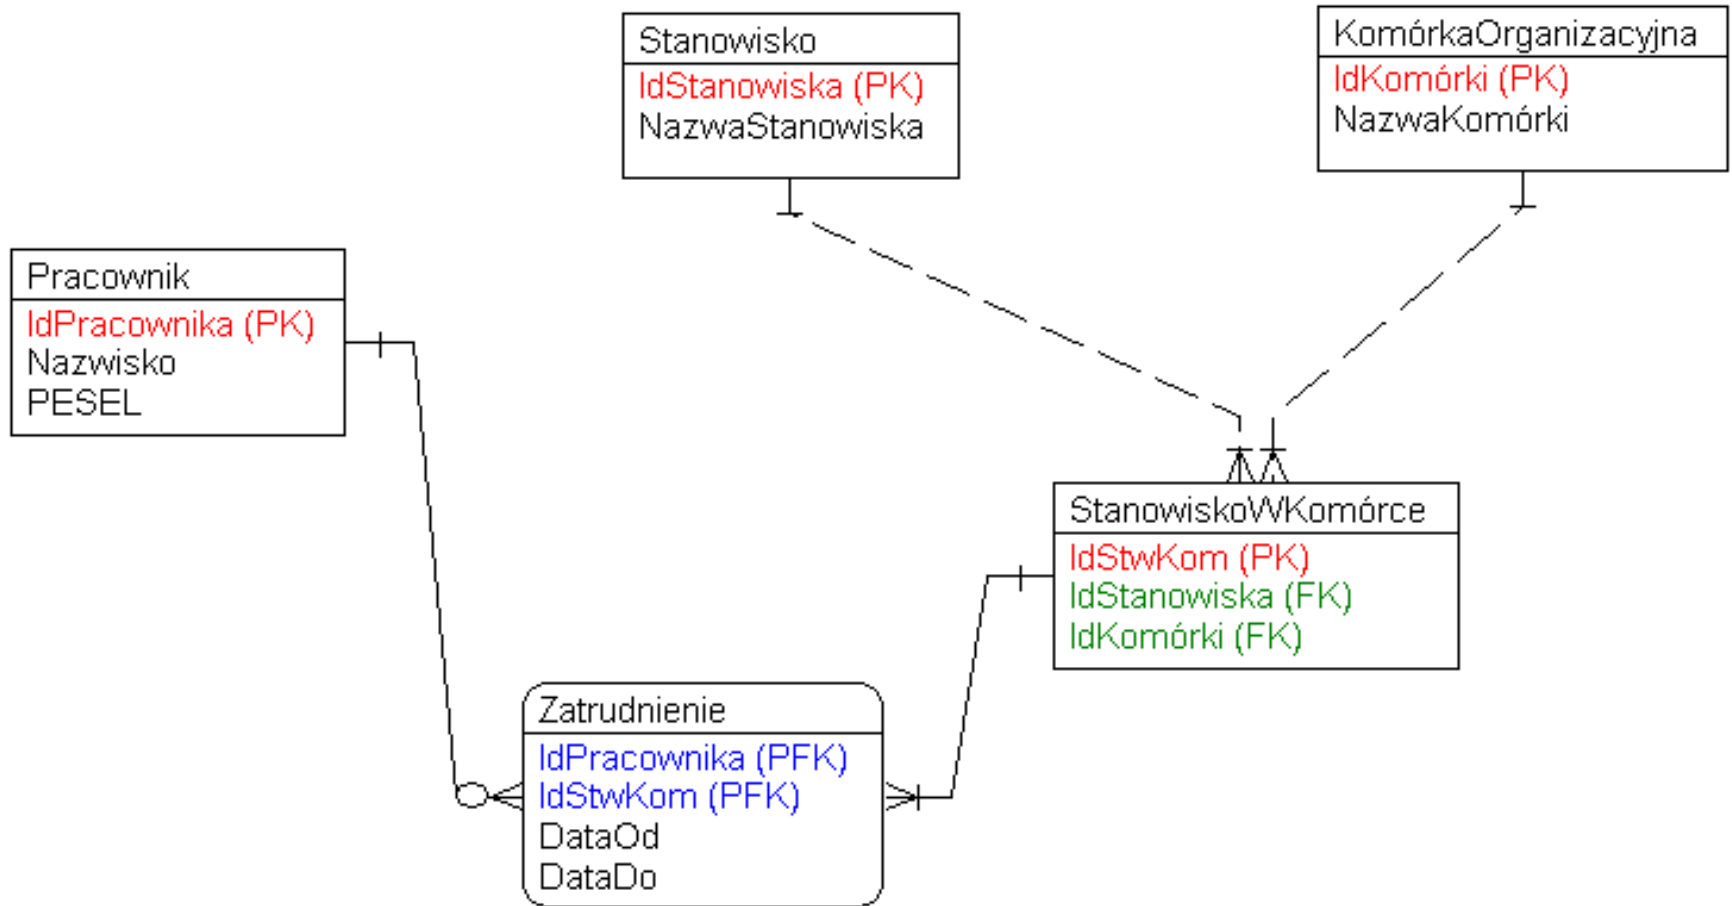 Stanowisko
IdStanowiska (PK)
NazwaStanowiska
KomórkaOrganizacyjna
IdKomórki (PK)
NazwaKomórki
Pracownik
IdPracownika (PK)
Nazwisko
PESEL
StanowiskoWKomórce
IdStwKom (PK)
IdStanowiska (FK)
IdKomórki (FK)
Zatrudnienie
IdPracownika (PFK)
IdStwKom (PFK)
DataOd
DataDo